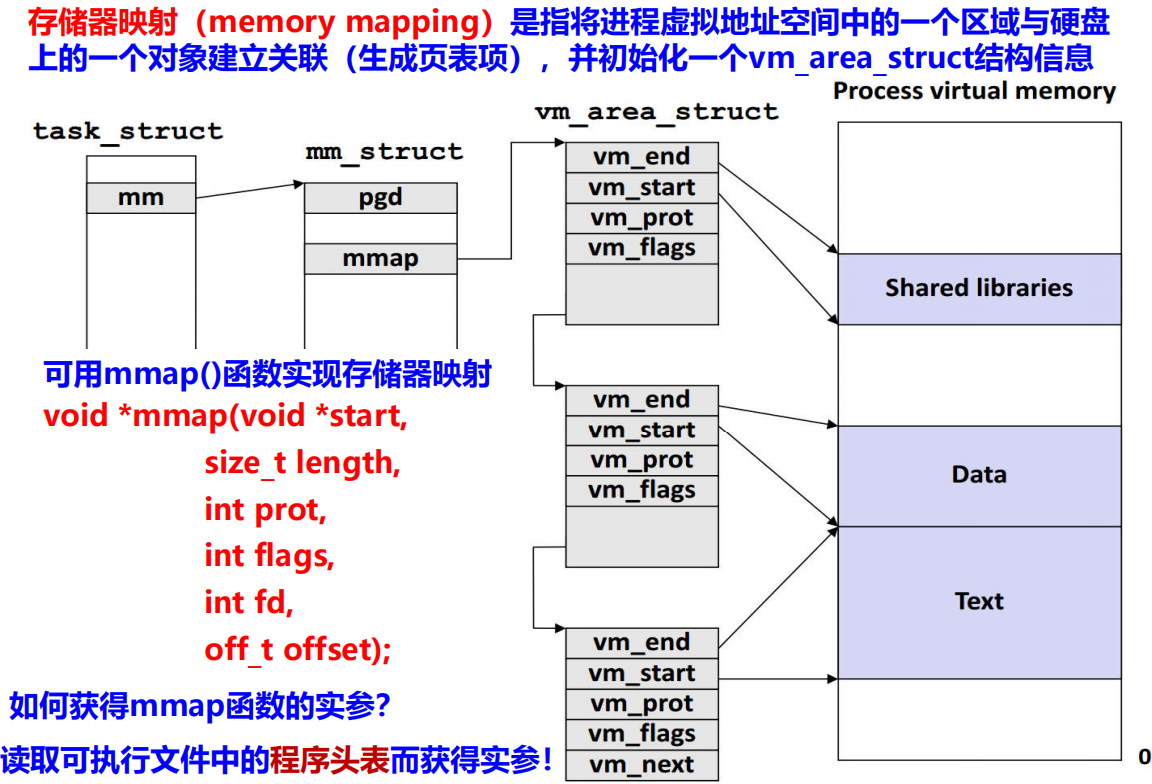 存储器映射（memory mapping）是指将进程虚拟地址空间中的一个区域与硬盘
上的一个对象建立关联（生成页表项），并初始化一个vm_area_struct结构信息
Process virtual memory
vm_area_struct
task_struct
mm_struct
mm
pgd
mmap
vm_end
vm_start
vm_prot
vm_flags
Shared libraries
可用mmap()函数实现存储器映射
void *mmap(void *start,
size_t length,
int prot,
int flags,
int fd,
off_t offset);
vm_end
vm_start
vm_prot
vm_flags
Data
Text
vm_end
vm_start
vm_prot
vm_flags
vm_next
0
如何获得mmap函数的实参？
读取可执行文件中的程序头表而获得实参！